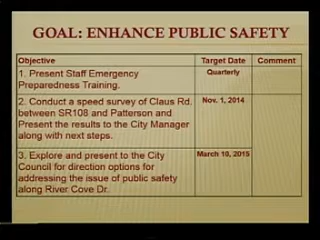 GOAL: ENHANCE PUBLIC SAFETY
Objective Target Date Comment
1. Present Staff Emergency Quarterly
Preparedness Training.
2. Conduct a speed survey of Claus Rd. Nov. 1, 2014
between SR108 and Patterson and
Present the results to the City Manager
along with next steps.
3. Explore and present to the City March 10, 2015
Council for direction options for
addressing the issue of public safety
along River Cove Dr.